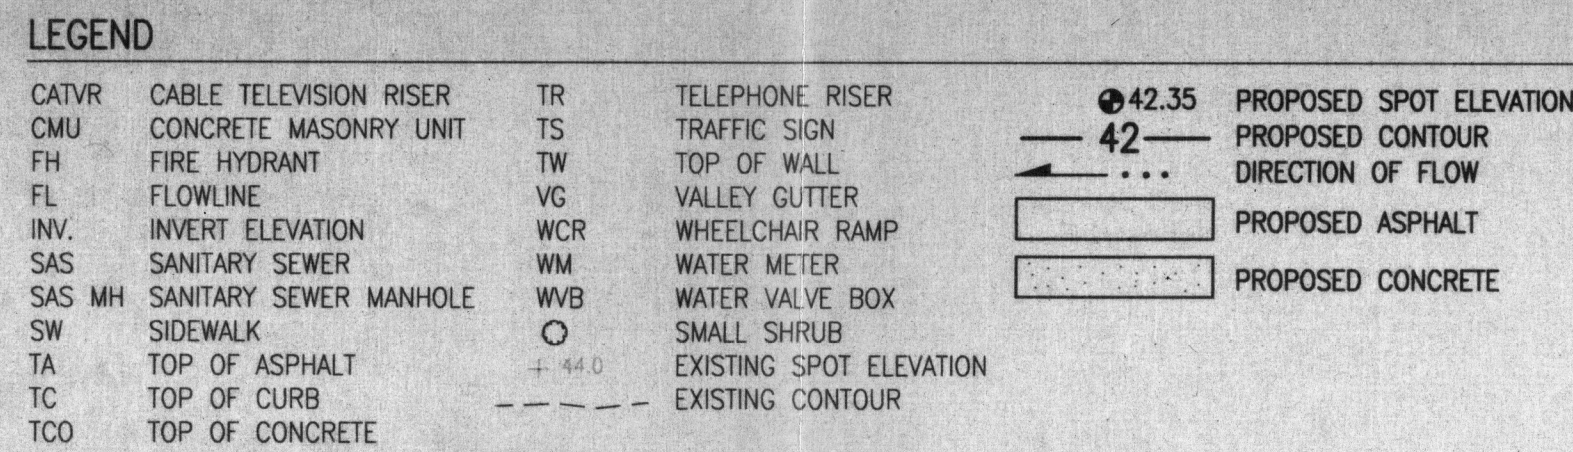 LEGEND
CATVR CABLE TELEVISION RISER
CMU CONCRETE MASONRY UNIT
FH FIRE HYDRANT
FL FLOWLINE
INV. INVERT ELEVATION
SAS SANITARY SEWER
SAS MH SANITARY SEWER MANHOLE
SW SIDEWALK
TA TOP OF ASPHALT
TC TOP OF CURB
TCO TOP OF CONCRETE
TR TELEPHONE RISER
TS TRAFFIC SIGN
TW TOP OF WALL
VG VALLEY GUTTER
WCR WHEELCHAIR RAMP
WM WATER METER
WVB WATER VALVE BOX
SMALL SHRUB
+ 44.0 EXISTING SPOT ELEVATION
EXISTING CONTOUR
42.35 PROPOSED SPOT ELEVATION
42 PROPOSED CONTOUR
DIRECTION OF FLOW
PROPOSED ASPHALT
PROPOSED CONCRETE